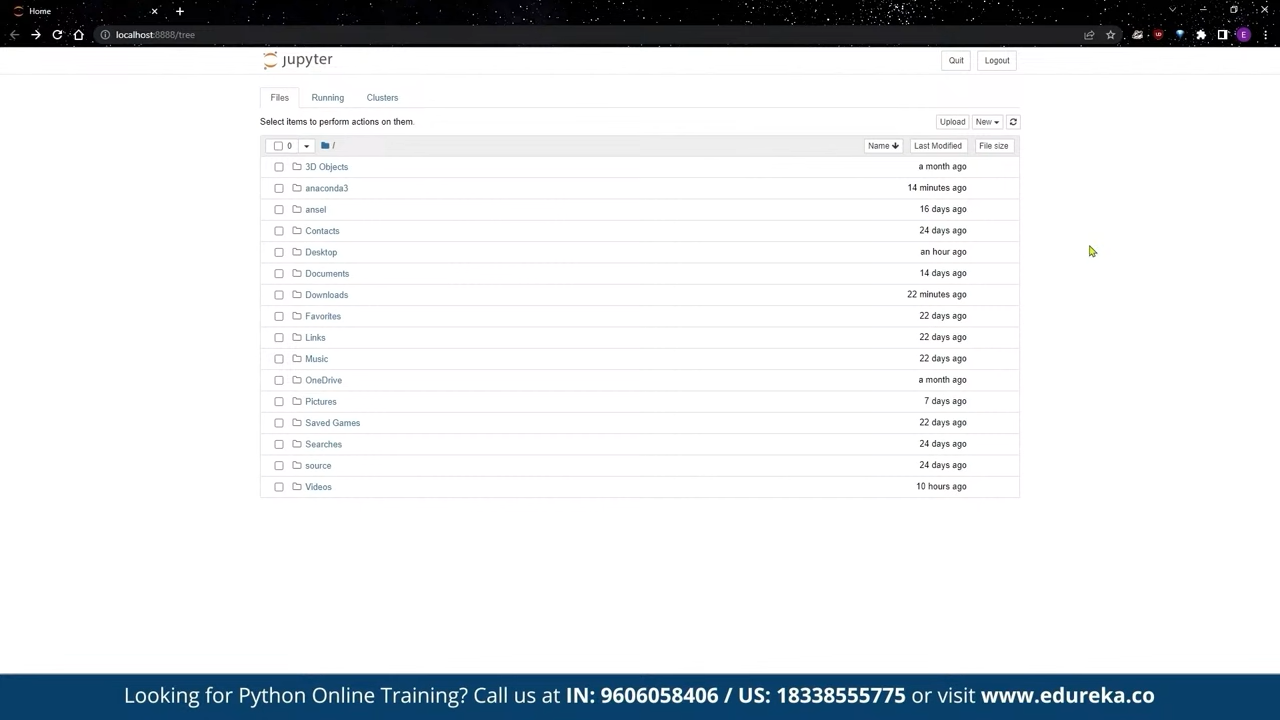 Home
localhost:8888/tree
E
jupyter
Quit Logout
Files Running Clusters
Select items to perform actions on them.
Upload New
0 / Name Last Modified File size
3D Objects a month ago
anaconda3 14 minutes ago
ansel 16 days ago
Contacts 24 days ago
Desktop an hour ago
Documents 14 days ago
Downloads 22 minutes ago
Favorites 22 days ago
Links 22 days ago
Music 22 days ago
OneDrive a month ago
Pictures 7 days ago
Saved Games 22 days ago
Searches 24 days ago
source 24 days ago
Videos 10 hours ago
Looking for Python Online Training? Call us at IN: 9606058406 / US: 18338555775 or visit www.edureka.co